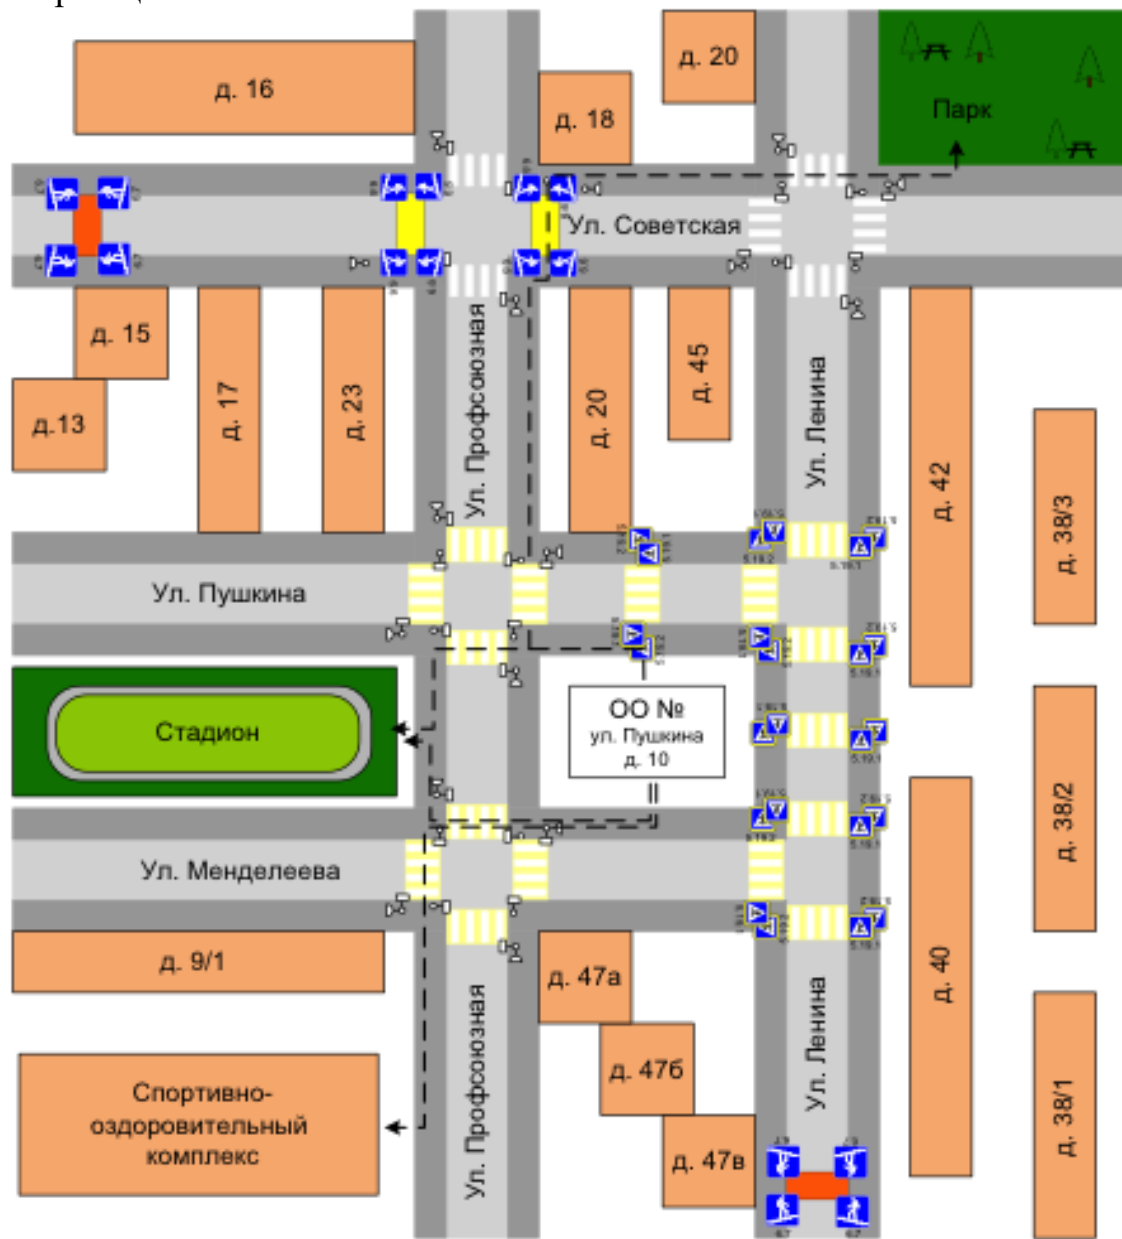 д. 16
д. 18
д. 20
Парк
Ул. Советская
д. 15
д.13
д. 17
д. 23
Ул. Профсоюзная
д. 20
д. 45
Ул. Ленина
д. 42
д. 38/3
Ул. Пушкина
Стадион
ОО №
ул. Пушкина
д. 10
д. 38/2
Ул. Менделеева
д. 9/1
д. 47а
д. 47б
д. 47в
Ул. Профсоюзная
Ул. Ленина
д. 40
д. 38/1
Спортивно-
оздоровительный
комплекс